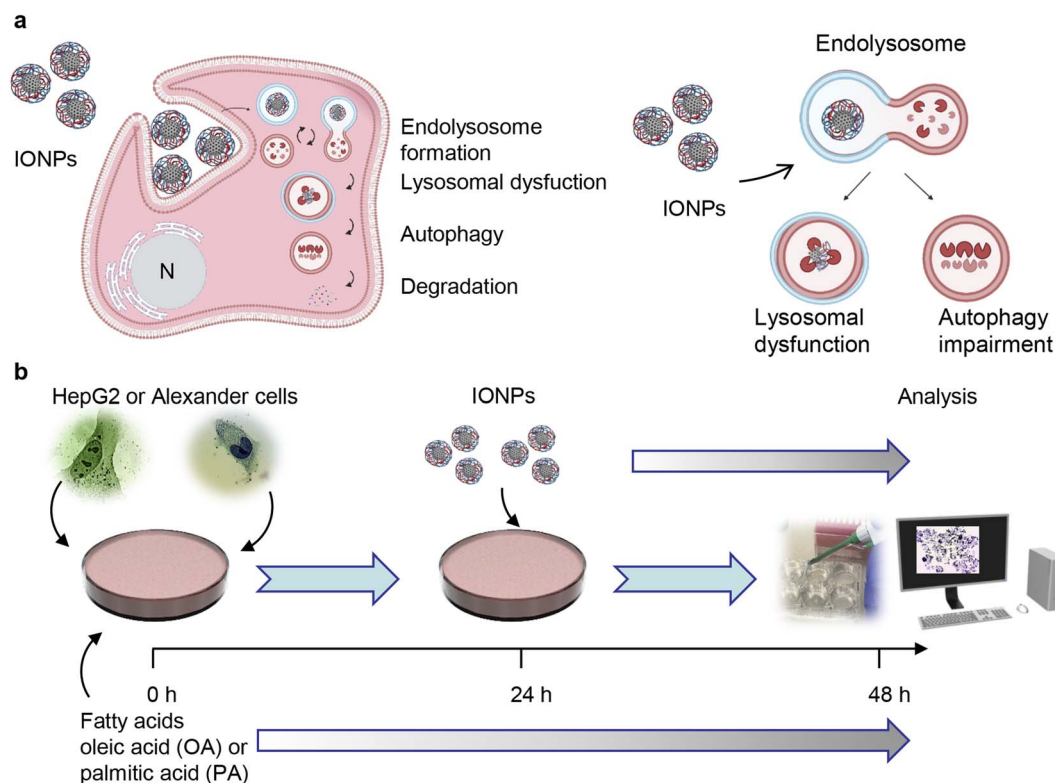 a
IONPs
N
Endolysosome
formation
Lysosomal dysfuction
Autophagy
Degradation
Endolysosome
IONPs
Lysosomal
dysfunction
Autophagy
impairment
b
HepG2 or Alexander cells
IONPs
Analysis
0 h
24 h
48 h
Fatty acids
oleic acid (OA) or
palmitic acid (PA)